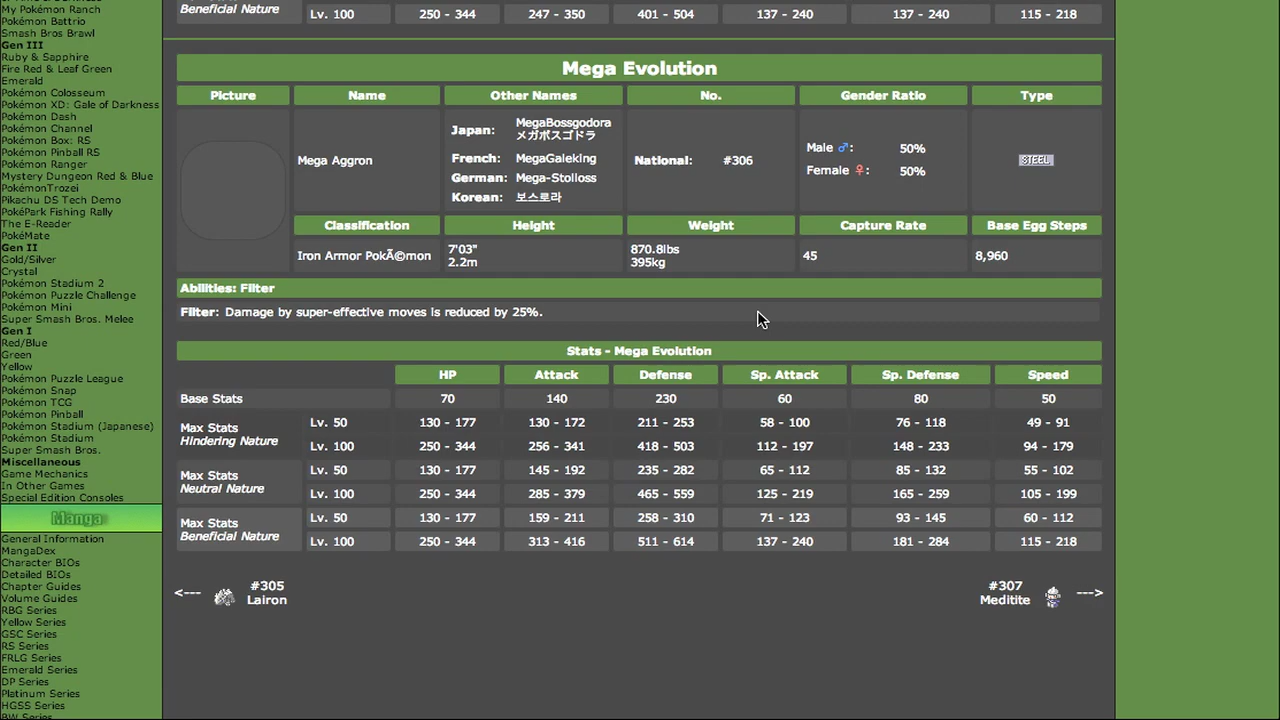 My Pokémon Ranch
Pokémon Battrio
Smash Bros Brawl
Gen III
Ruby & Sapphire
Fire Red & Leaf Green
Emerald
Pokémon Colosseum
Pokémon XD: Gale of Darkness
Pokémon Dash
Pokémon Channel
Pokémon Box: RS
Pokémon Pinball RS
Pokémon Ranger
Mystery Dungeon Red & Blue
PokémonTrozei
Pikachu DS Tech Demo
PokéPark Fishing Rally
The E-Reader
PokéMate
Gen II
Gold/Silver
Crystal
Pokémon Stadium 2
Pokémon Puzzle Challenge
Pokémon Mini
Super Smash Bros. Melee
Gen I
Red/Blue
Green
Yellow
Pokémon Puzzle League
Pokémon Snap
Pokémon TCG
Pokémon Pinball
Pokémon Stadium (Japanese)
Pokémon Stadium
Super Smash Bros.
Miscellaneous
Game Mechanics
In Other Games
Special Edition Consoles
Manga
General Information
MangaDex
Character BIOs
Detailed BIOs
Chapter Guides
Volume Guides
RBG Series
Yellow Series
GSC Series
RS Series
FRLG Series
Emerald Series
DP Series
Platinum Series
HGSS Series
BW Series
Beneficial Nature Lv. 100 250 - 344 247 - 350 401 - 504 137 - 240 137 - 240 115 - 218
Mega Evolution
Picture Name Other Names No. Gender Ratio Type
Mega Aggron
Japan: MegaBossgodora
メガボスゴドラ
French: MegaGaleking
German: Mega-Stolloss
Korean: 보스로라
National: #306
Male ♂: 50%
Female ♀: 50%
STEEL
Classification Height Weight Capture Rate Base Egg Steps
Iron Armor PokÃ©mon
7'03"
2.2m
870.8lbs
395kg
45
8,960
Abilities: Filter
Filter: Damage by super-effective moves is reduced by 25%.
Stats - Mega Evolution
HP Attack Defense Sp. Attack Sp. Defense Speed
Base Stats 70 140 230 60 80 50
Max Stats
Hindering Nature
Lv. 50 130 - 177 130 - 172 211 - 253 58 - 100 76 - 118 49 - 91
Lv. 100 250 - 344 256 - 341 418 - 503 112 - 197 148 - 233 94 - 179
Max Stats
Neutral Nature
Lv. 50 130 - 177 145 - 192 235 - 282 65 - 112 85 - 132 55 - 102
Lv. 100 250 - 344 285 - 379 465 - 559 125 - 219 165 - 259 105 - 199
Max Stats
Beneficial Nature
Lv. 50 130 - 177 159 - 211 258 - 310 71 - 123 93 - 145 60 - 112
Lv. 100 250 - 344 313 - 416 511 - 614 137 - 240 181 - 284 115 - 218
<--- #305
Lairon
#307 --->
Meditite